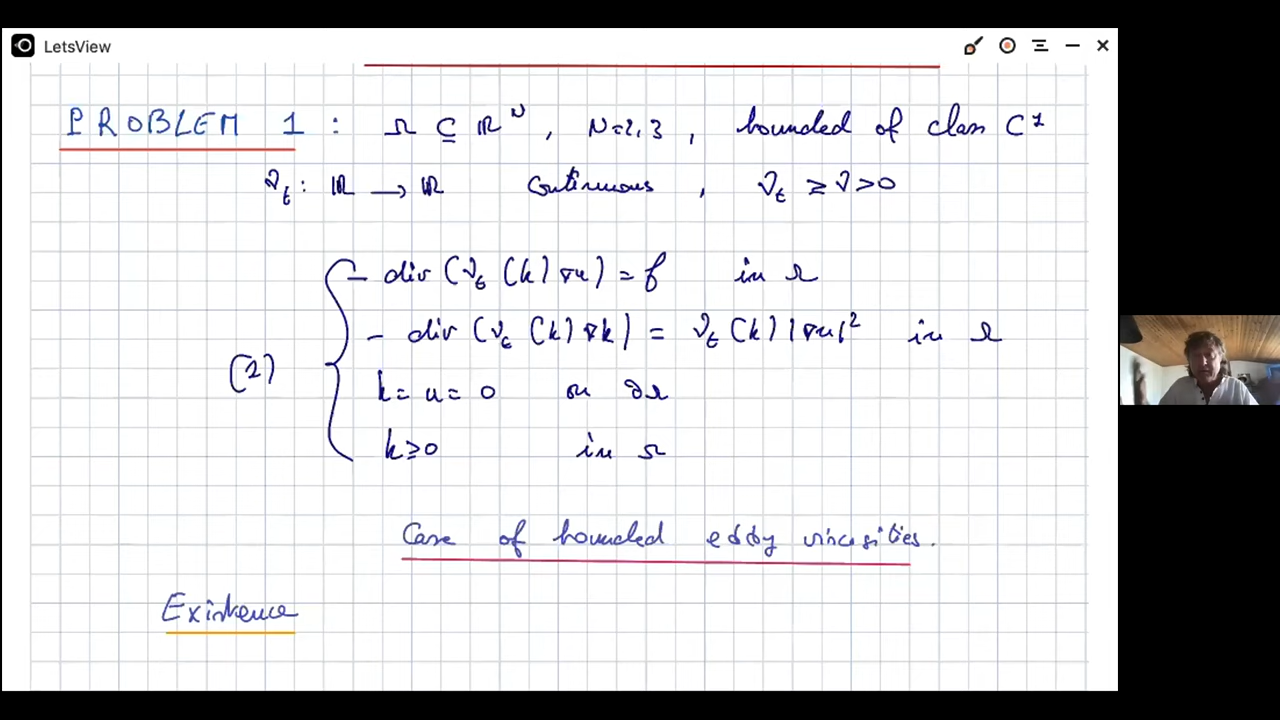 LetsView
PROBLEM 1 : Ω ⊆ ℝ^N , N=2,3 , bounded of class C^1
ν_t : ℝ → ℝ continuous , ν_t ≥ ν > 0
- div (ν_t (k) ∇u) = f in Ω
- div (ν_t (k) ∇k) = ν_t (k) |∇u|^2 in Ω
(2)
k = u = 0 on ∂Ω
k ≥ 0 in Ω
Case of bounded eddy viscosities.
Existence